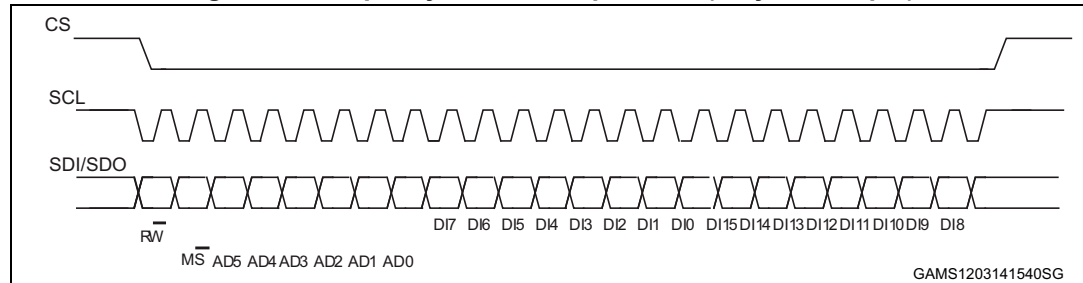 CS
SCL
SDI/SDO
DI7 DI6 DI5 DI4 DI3 DI2 DI1 DI0 DI15 DI14 DI13 DI12 DI11 DI10 DI9 DI8
RW
MS AD5 AD4 AD3 AD2 AD1 AD0
GAMS1203141540SG